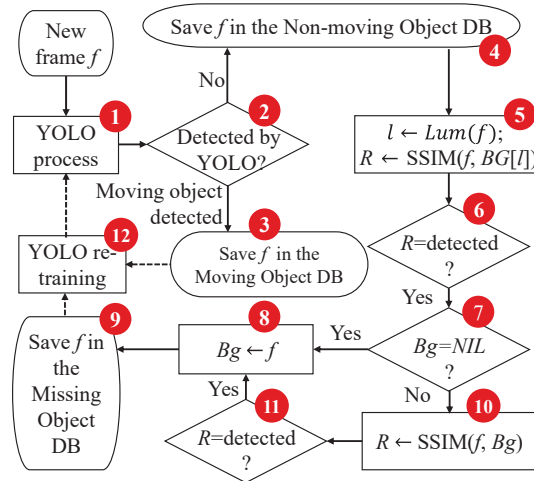 New
frame f
Save f in the Non-moving Object DB
4
No
1
YOLO
process
2
Detected by
YOLO?
5
l ← Lum(f);
R ← SSIM(f, BG[l])
Moving object
detected
3
Save f in the
Moving Object DB
12
YOLO re-
training
6
R=detected
?
Yes
7
Bg=NIL
?
Yes
No
8
Bg ← f
9
Save f in
the
Missing
Object
DB
Yes
10
R ← SSIM(f, Bg)
11
R=detected
?